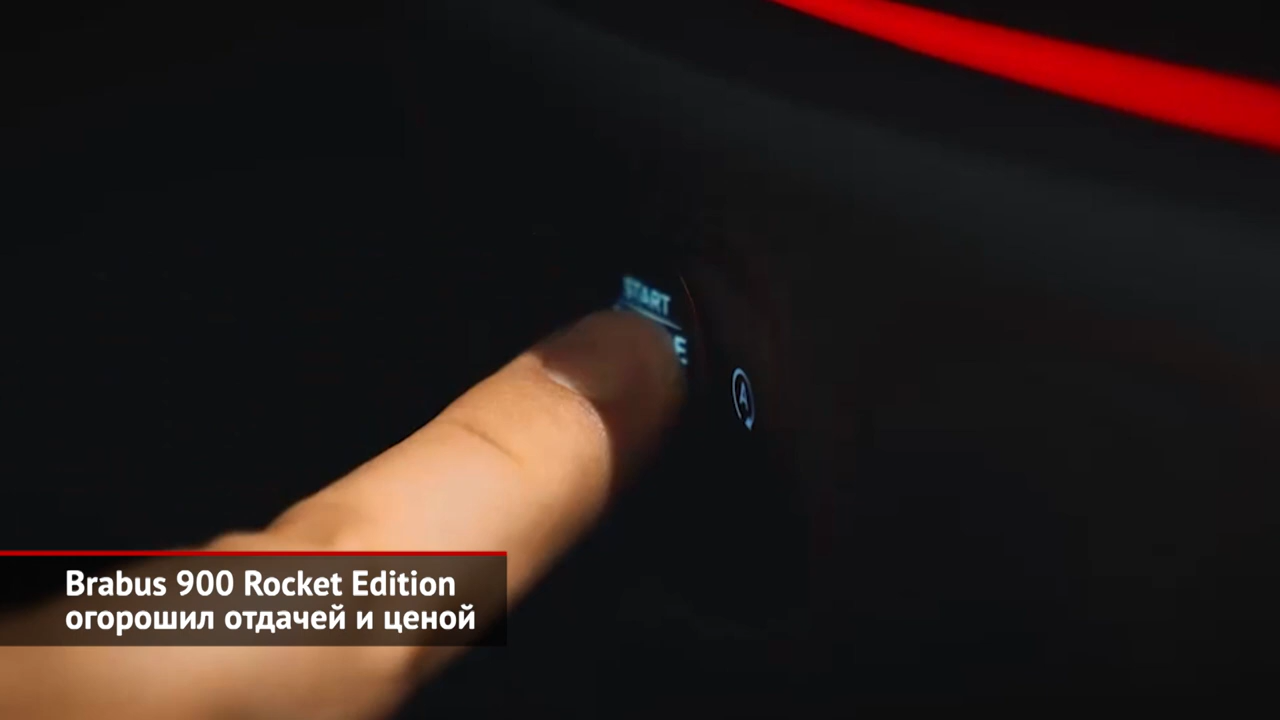 START
E
A
Brabus 900 Rocket Edition
огорошил отдачей и ценой